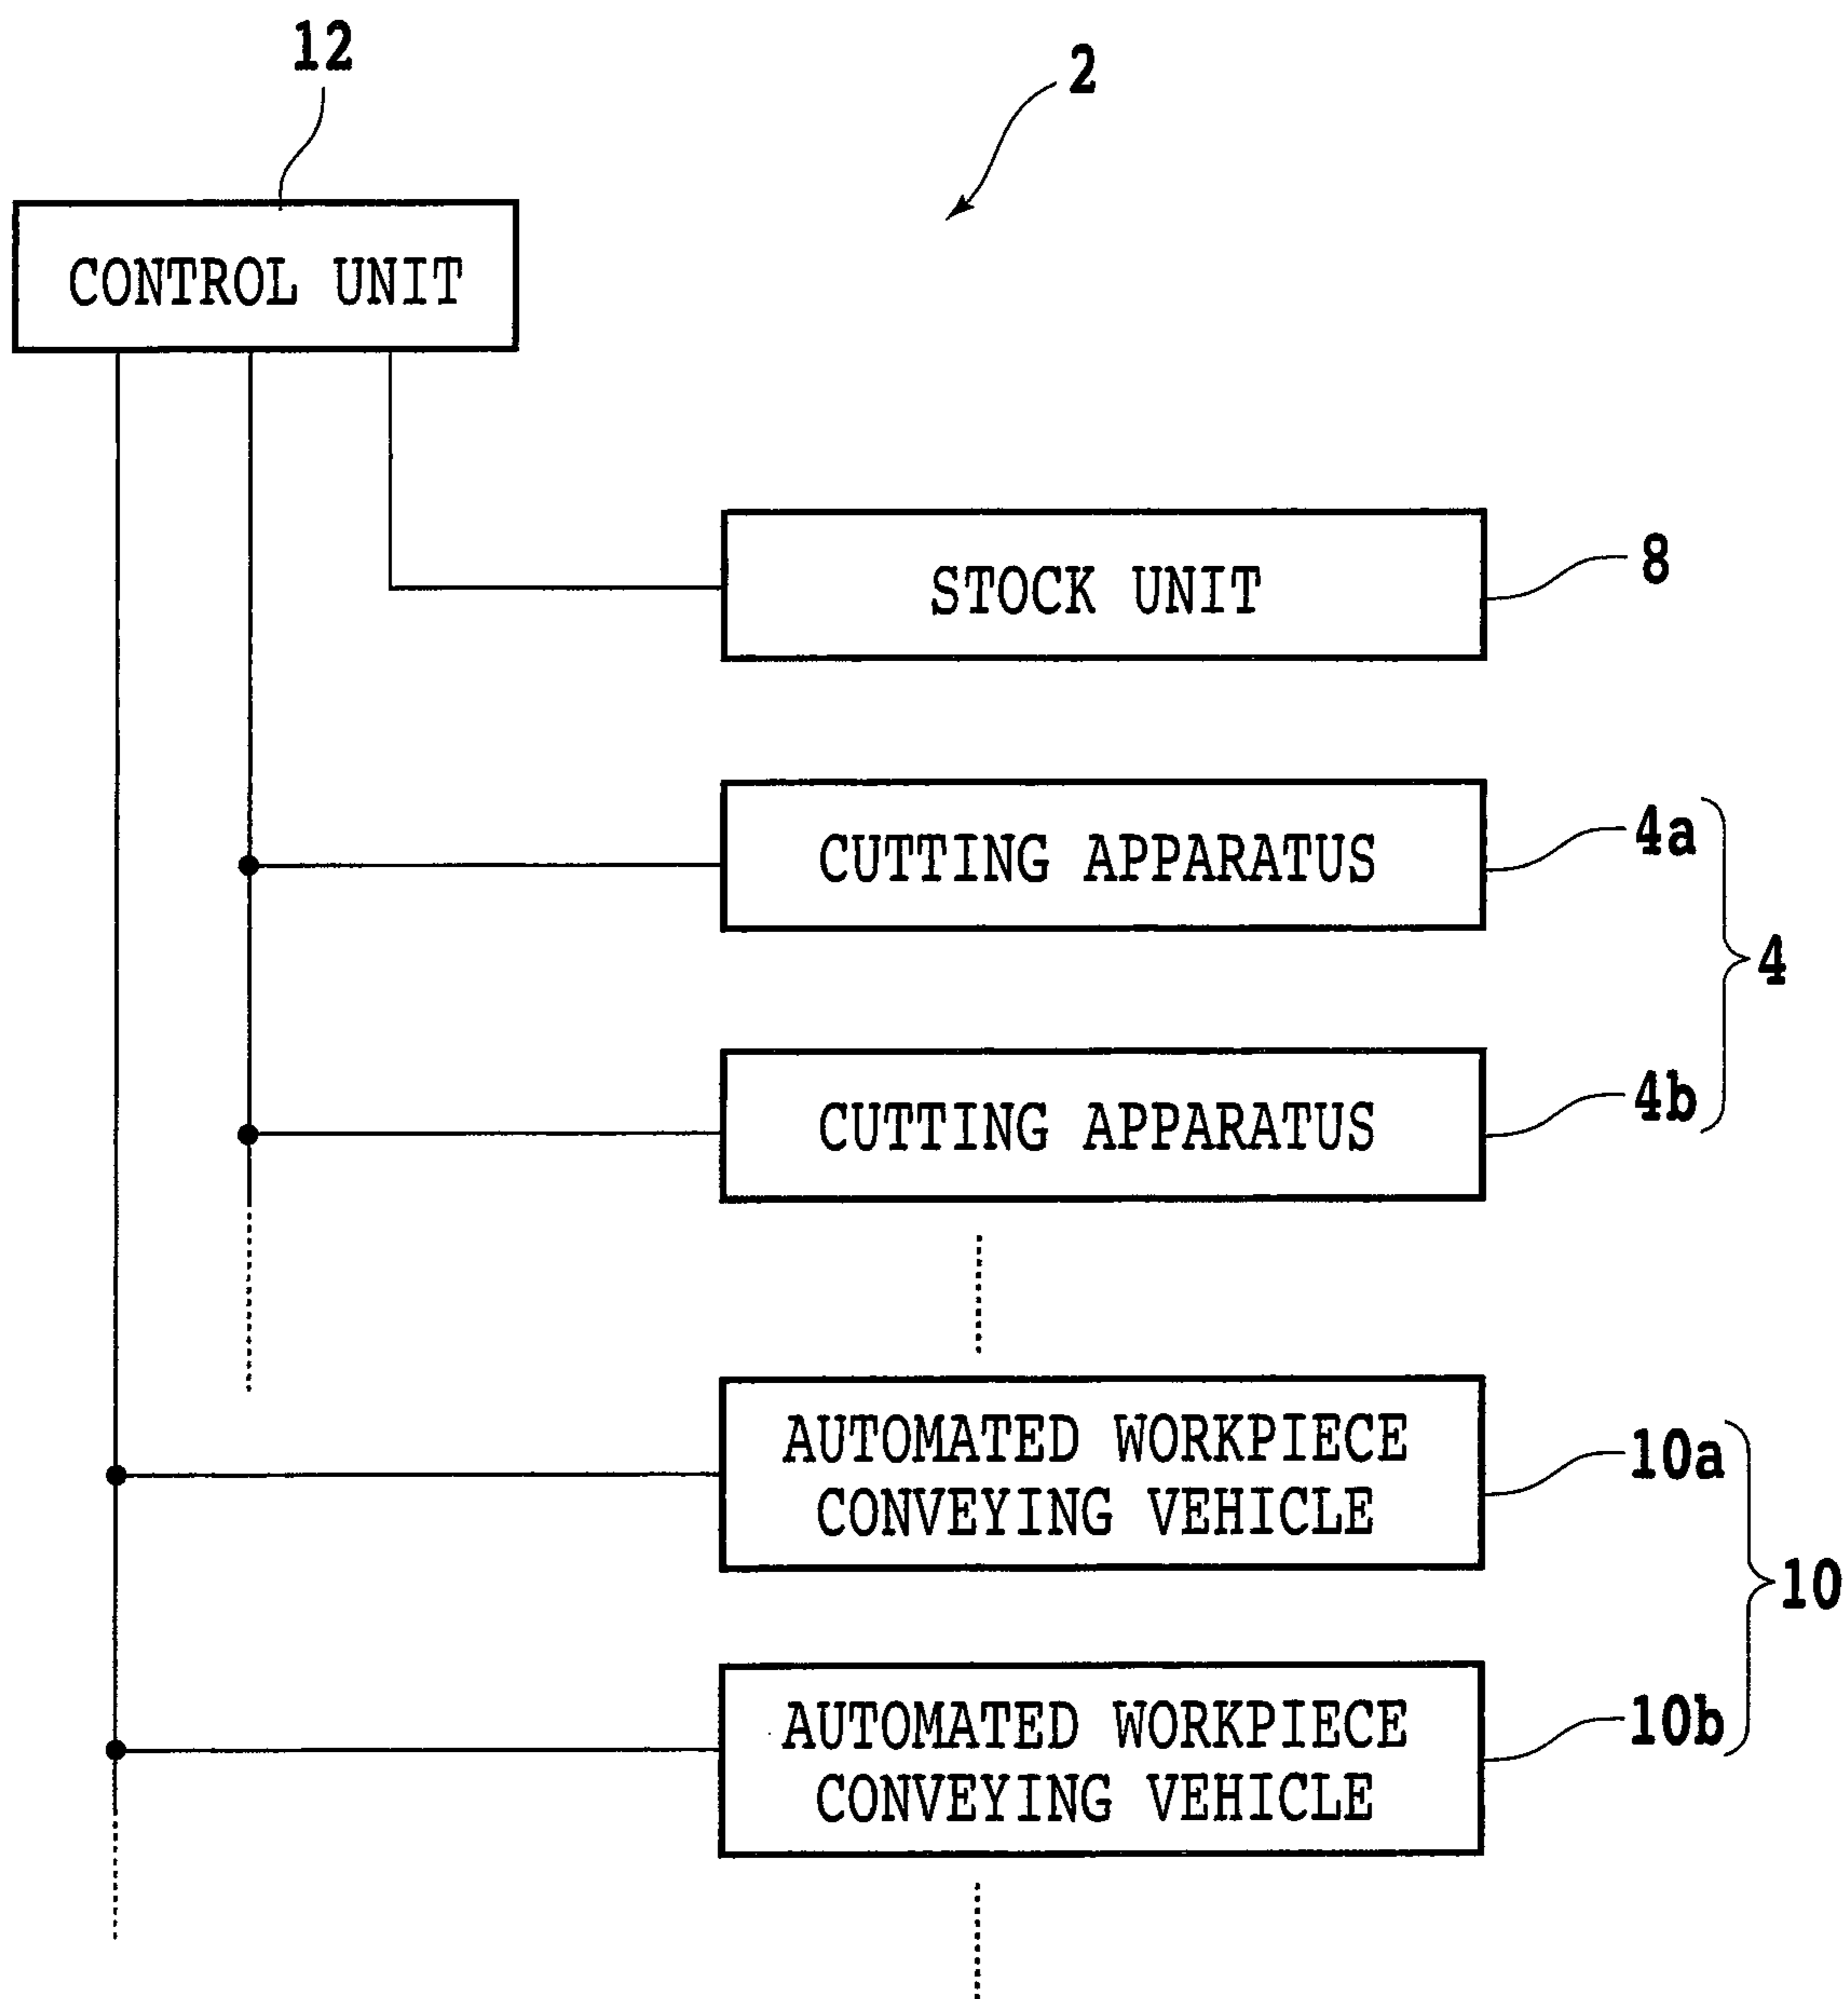 12
2
CONTROL UNIT
STOCK UNIT
8
CUTTING APPARATUS
4a
4
CUTTING APPARATUS
4b
AUTOMATED WORKPIECE
CONVEYING VEHICLE
10a
10
AUTOMATED WORKPIECE
CONVEYING VEHICLE
10b